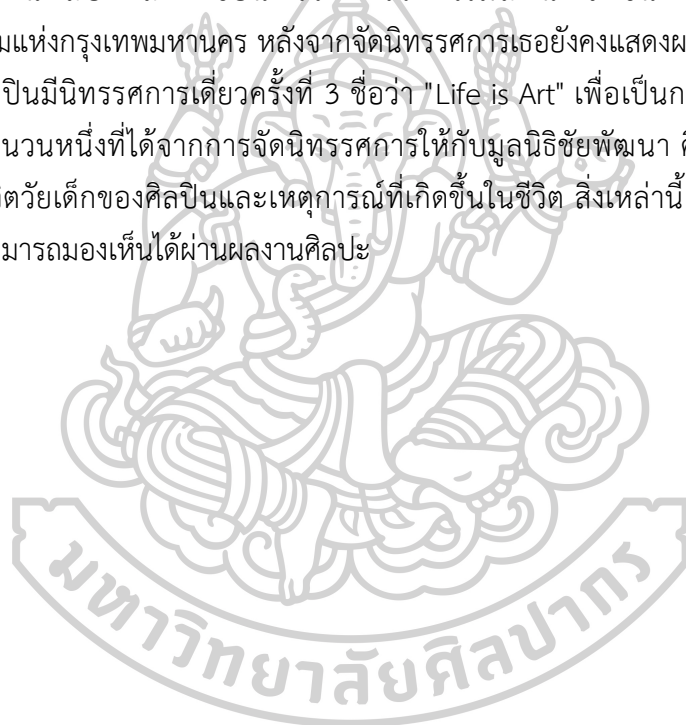 มแห่งกรุงเทพมหานคร หลังจากจัดนิทรรศการเธอยังคงแสดงผ
ปินมีนิทรรศการเดี่ยวครั้งที่ 3 ชื่อว่า "Life is Art" เพื่อเป็นก
นวนหนึ่งที่ได้จากการจัดนิทรรศการให้กับมูลนิธิชัยพัฒนา ศ
ตวัยเด็กของศิลปินและเหตุการณ์ที่เกิดขึ้นในชีวิต สิ่งเหล่านี้
มารถมองเห็นได้ผ่านผลงานศิลปะ
มหาวิทยาลัยศิลปากร